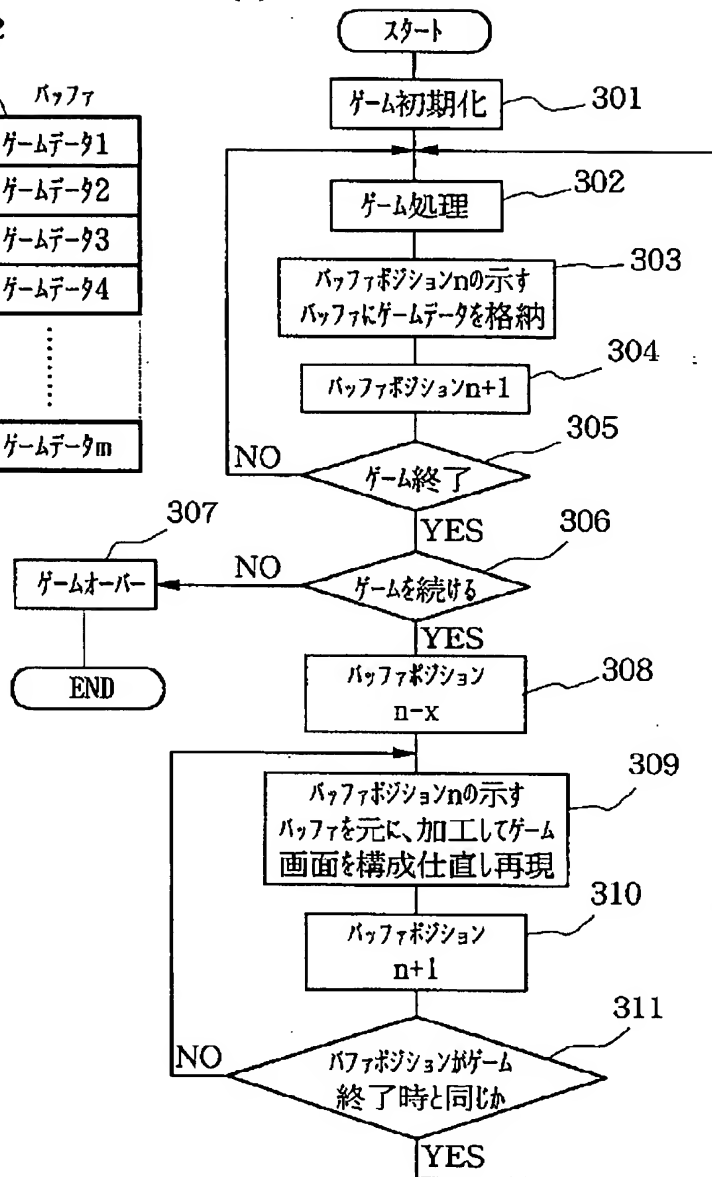 2
バッファ
ゲームデータ1
ゲームデータ2
ゲームデータ3
ゲームデータ4
ゲームデータm
スタート
ゲーム初期化
301
ゲーム処理
302
バッファポジションnの示す
バッファにゲームデータを格納
303
バッファポジションn+1
304
ゲーム終了
305
NO
YES
ゲームを続ける
306
NO
307
ゲームオーバー
END
YES
バッファポジション
n-x
308
バッファポジションnの示す
バッファを元に、加工してゲーム
画面を構成仕直し再現
309
バッファポジション
n+1
310
バファポジションがゲーム
終了時と同じか
311
NO
YES